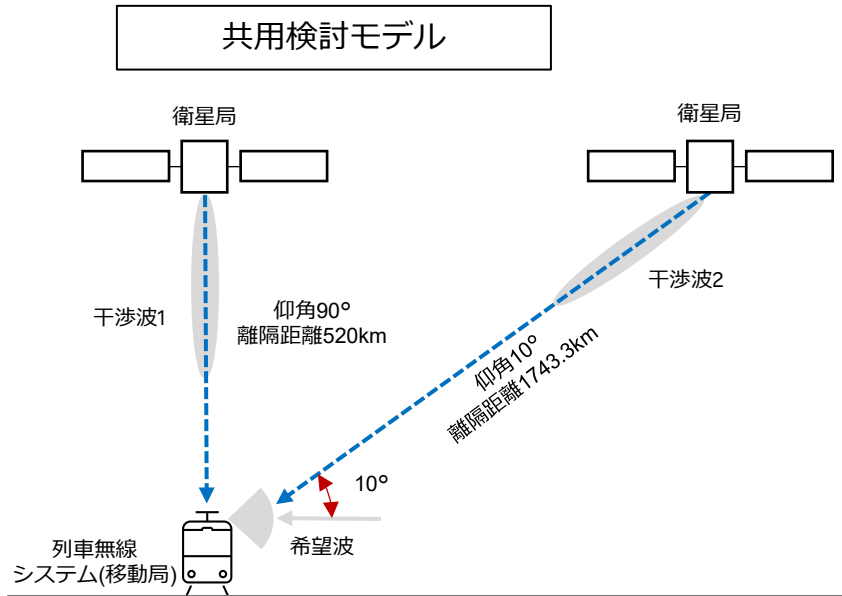 共用検討モデル
衛星局
衛星局
干渉波1
仰角90°
離隔距離520km
干渉波2
仰角10°
離隔距離1743.3km
10°
希望波
列車無線
システム(移動局)